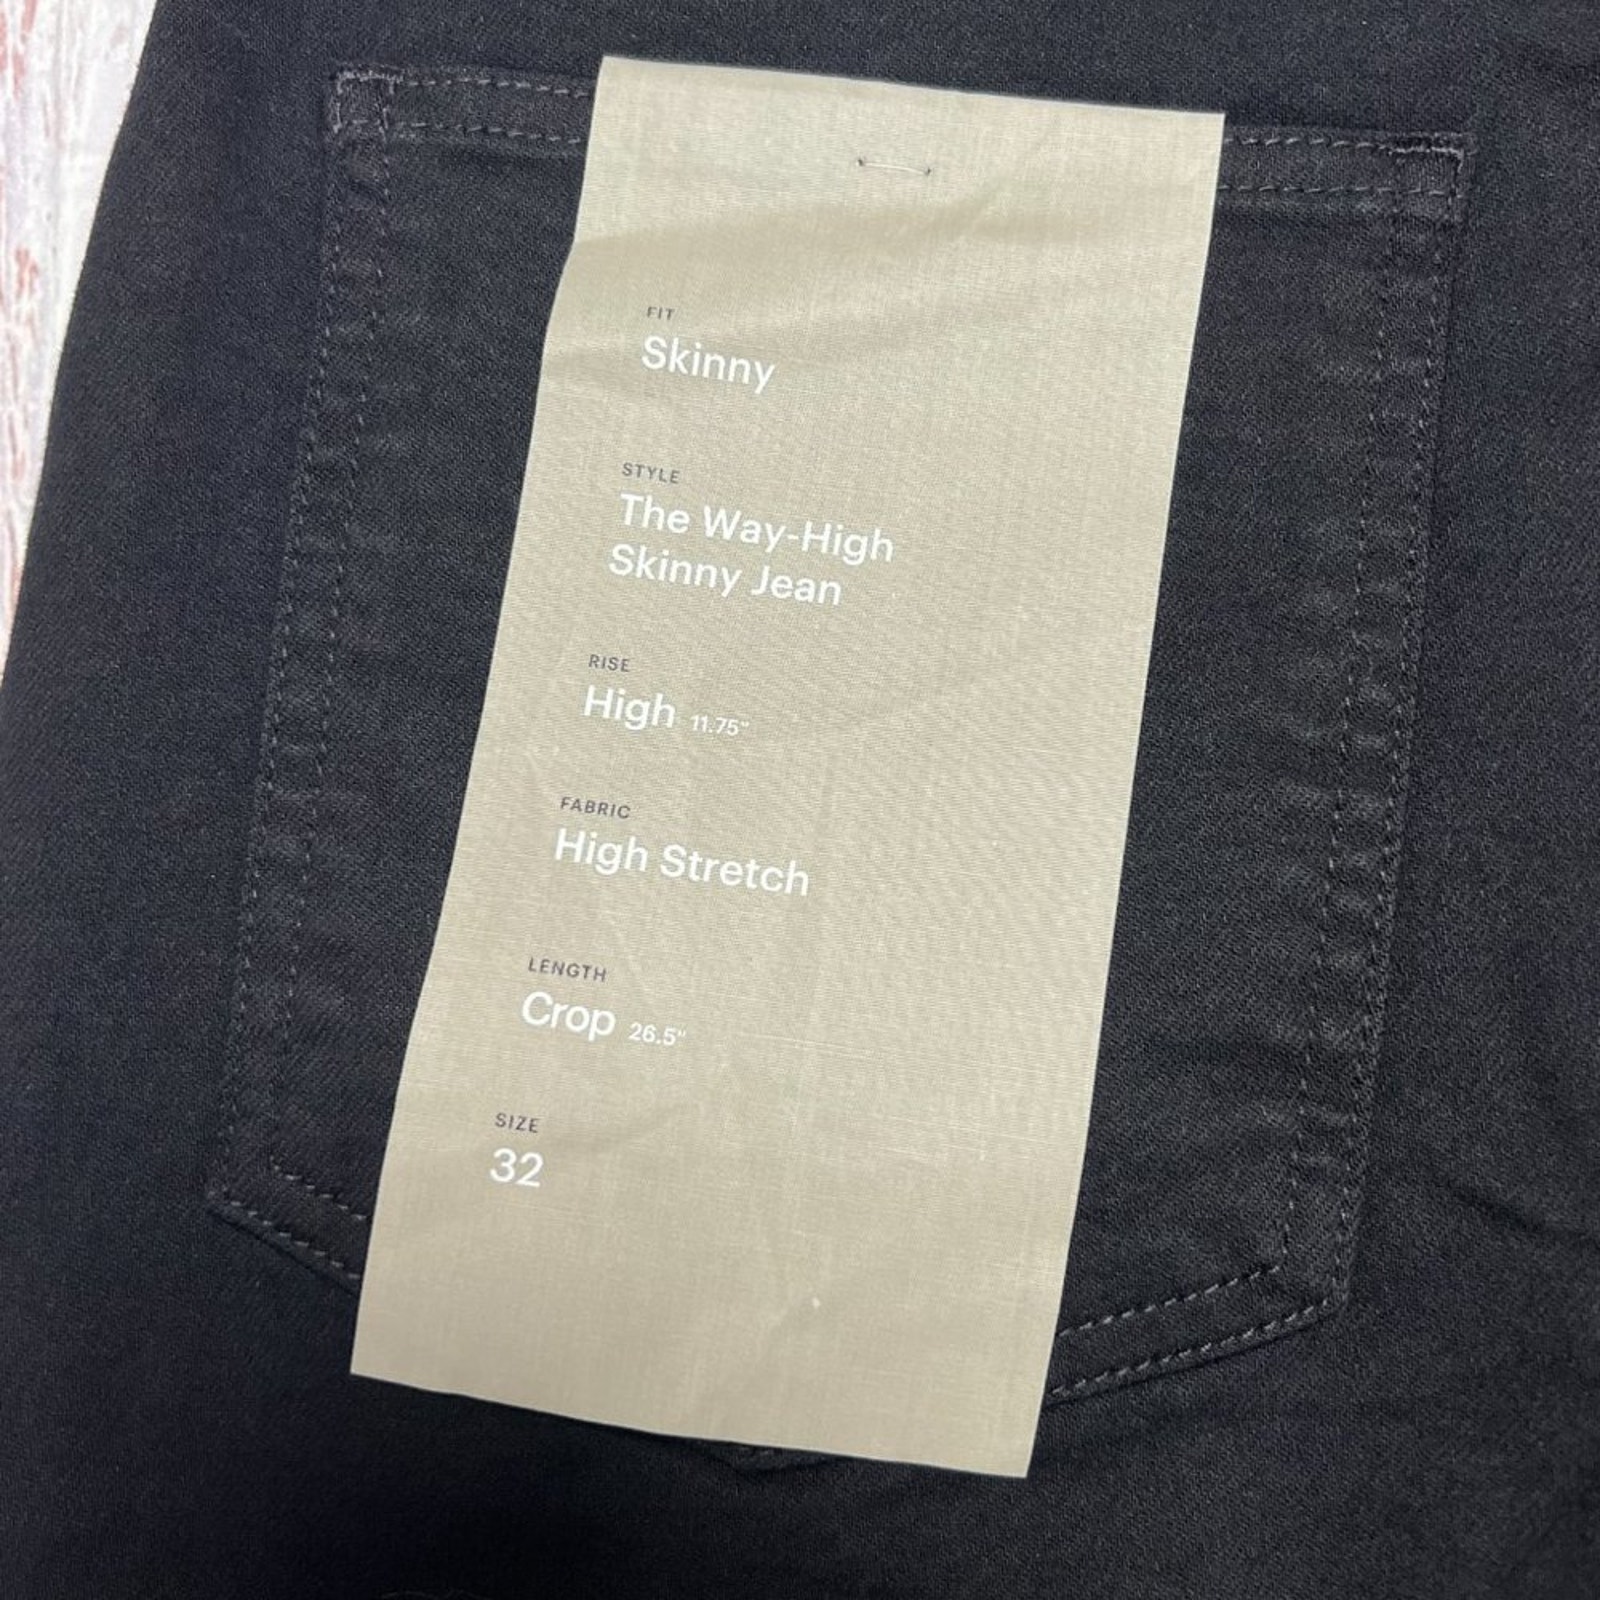 FIT
Skinny
STYLE
The Way-High
Skinny Jean
RISE
High 11.75"
FABRIC
High Stretch
LENGTH
Crop 26.5"
SIZE
32